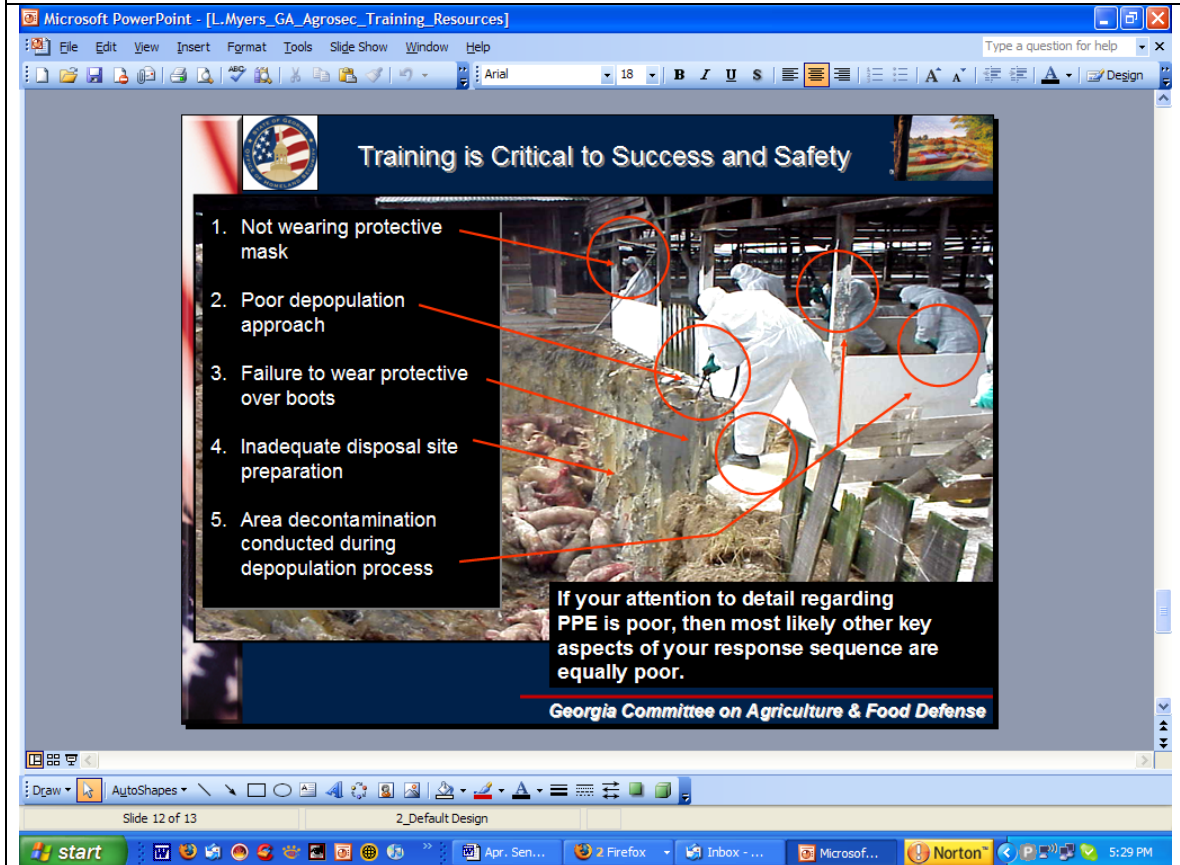 Microsoft PowerPoint - [L.Myers_GA_Agrosec_Training_Resources]
File Edit View Insert Format Tools Slide Show Window Help
Type a question for help
Arial 18 B I U S A A A Design
Training is Critical to Success and Safety
1. Not wearing protective
mask
2. Poor depopulation
approach
3. Failure to wear protective
over boots
4. Inadequate disposal site
preparation
5. Area decontamination
conducted during
depopulation process
If your attention to detail regarding
PPE is poor, then most likely other key
aspects of your response sequence are
equally poor.
Georgia Committee on Agriculture & Food Defense
Draw AutoShapes
Slide 12 of 13 2_Default Design
start Apr. Sen... 2 Firefox Inbox - ... Microsof... Norton™ 5:29 PM